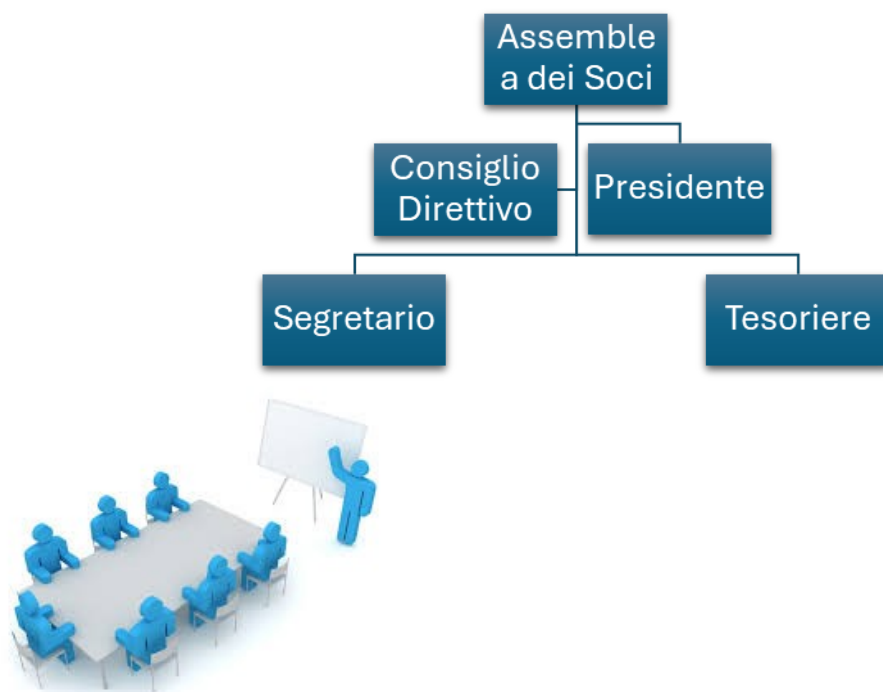 Assemble
a dei Soci
Consiglio
Direttivo
Presidente
Segretario
Tesoriere